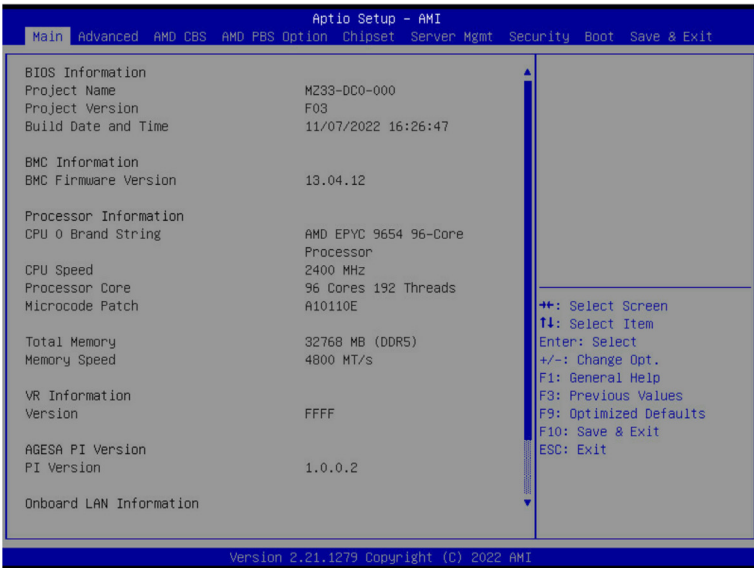 Aptio Setup - AMI
Main Advanced AMD CBS AMD PBS Option Chipset Server Mgmt Security Boot Save & Exit
BIOS Information
Project Name MZ33-DC0-000
Project Version F03
Build Date and Time 11/07/2022 16:26:47
BMC Information
BMC Firmware Version 13.04.12
Processor Information
CPU 0 Brand String AMD EPYC 9654 96-Core
Processor
CPU Speed 2400 MHz
Processor Core 96 Cores 192 Threads
Microcode Patch A10110E
Total Memory 32768 MB (DDR5)
Memory Speed 4800 MT/s
VR Information
Version FFFF
AGESA PI Version
PI Version 1.0.0.2
Onboard LAN Information
→←: Select Screen
↑↓: Select Item
Enter: Select
+/-: Change Opt.
F1: General Help
F3: Previous Values
F9: Optimized Defaults
F10: Save & Exit
ESC: Exit
Version 2.21.1279 Copyright (C) 2022 AMI